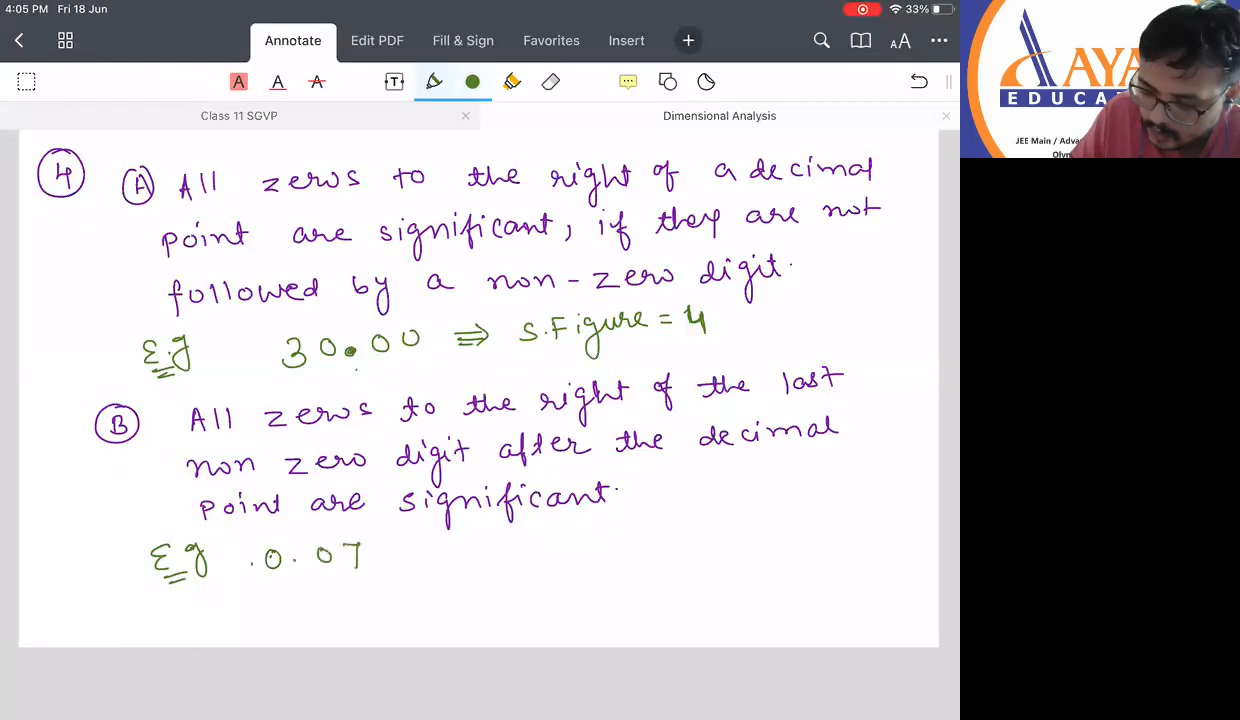 4:05 PM Fri 18 Jun
33%
Annotate Edit PDF Fill & Sign Favorites Insert
Class 11 SGVP
Dimensional Analysis
4 A All zeros to the right of a decimal
point are significant, if they are not
followed by a non-zero digit.
E.g 30.00 ⇒ S.Figure = 4
B All zeros to the right of the last
non zero digit after the decimal
point are significant.
Eg .0.07
EDUCA
JEE Main / Adva
Olym